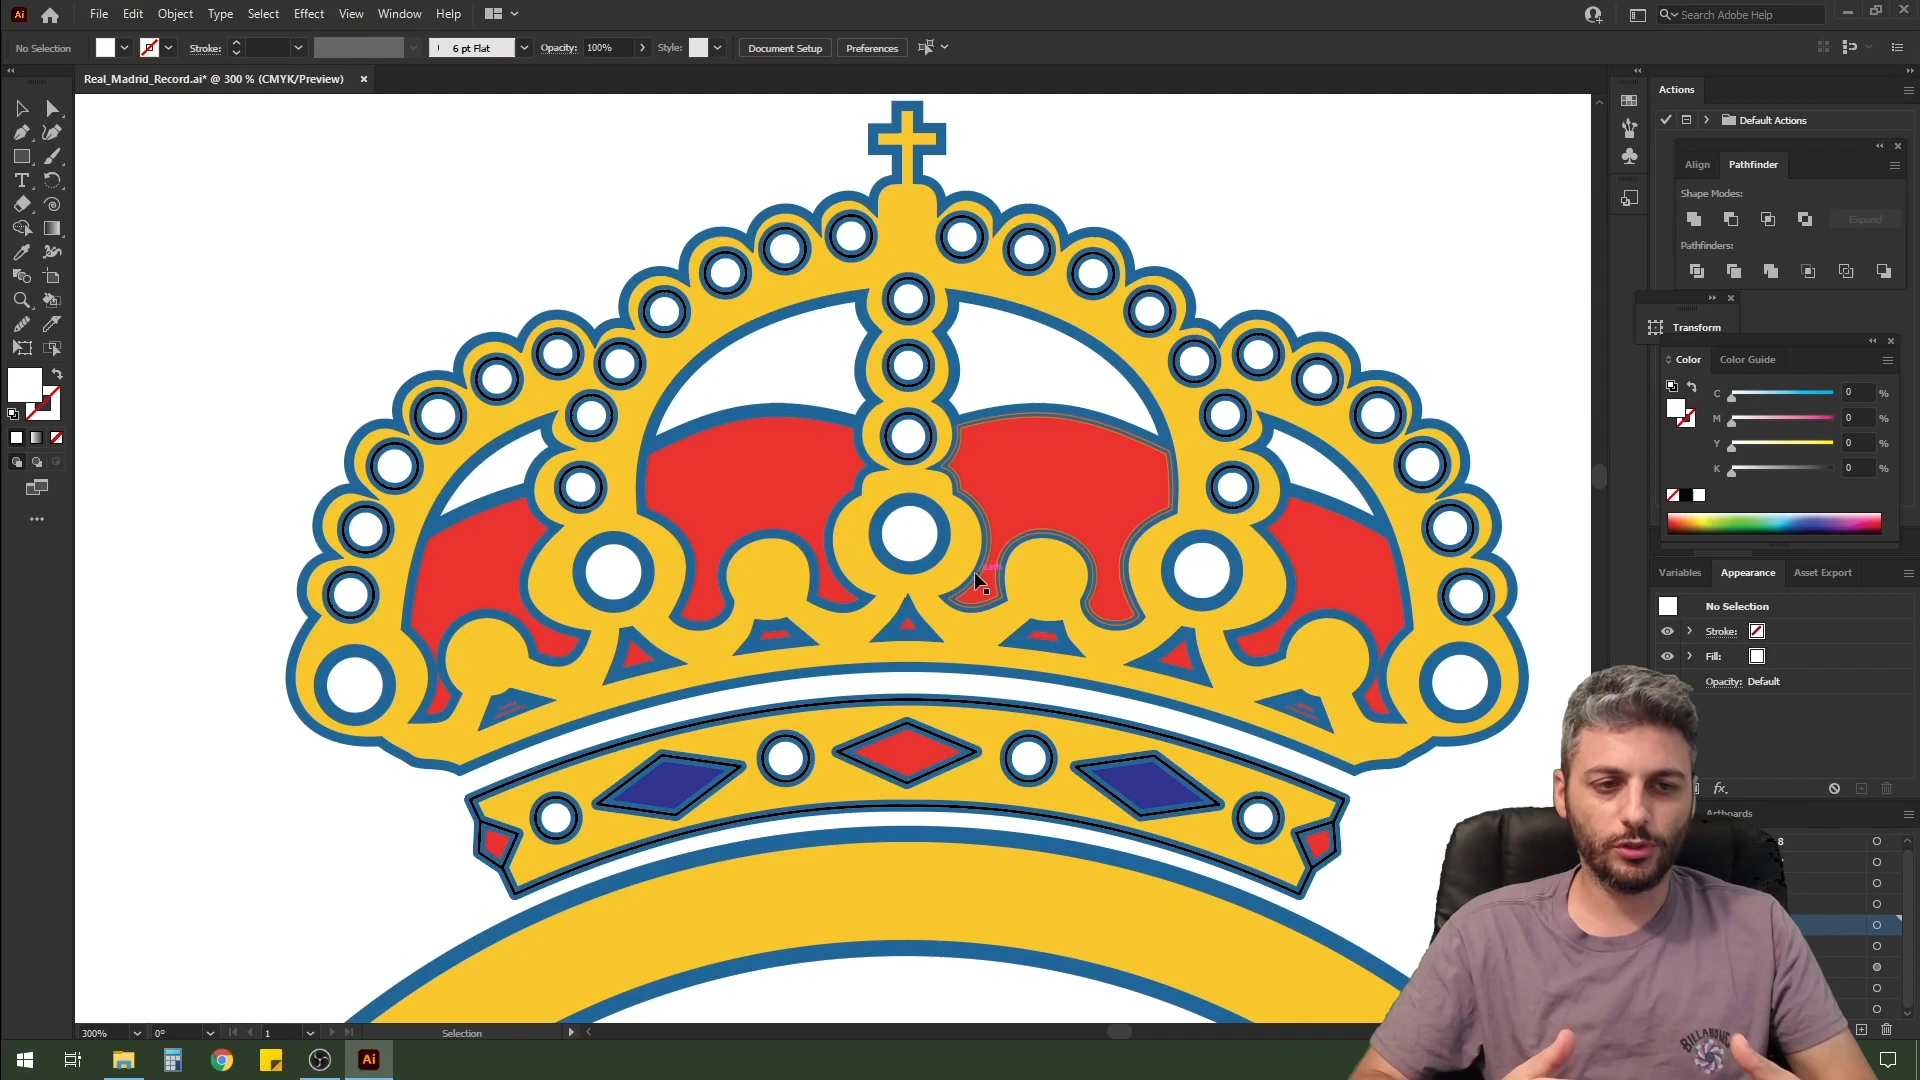 Ai File Edit Object Type Select Effect View Window Help Search Adobe Help
No Selection Stroke: 6 pt Flat Opacity: 100% Style: Document Setup Preferences
Real_Madrid_Record.ai* @ 300 % (CMYK/Preview)
Actions
Default Actions
Align Pathfinder
Shape Modes:
Expand
Pathfinders:
Transform
Color Color Guide
C 0 %
M 0 %
Y 0 %
K 0 %
Variables Appearance Asset Export
No Selection
Stroke:
Fill:
Opacity: Default
fx.
Artboards
8
300% 0° 1 Selection
Ai
BILLABONG